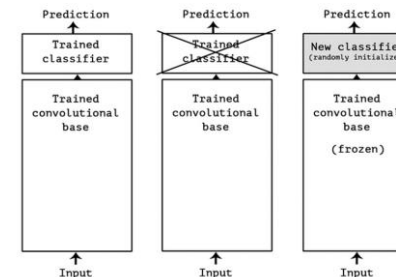 Prediction
Trained
classifier
Trained
convolutional
base
Input
Prediction
Trained
classifier
Trained
convolutional
base
Input
Prediction
New classifie
(randomly initialize
Trained
convolutional
base
(frozen)
Input